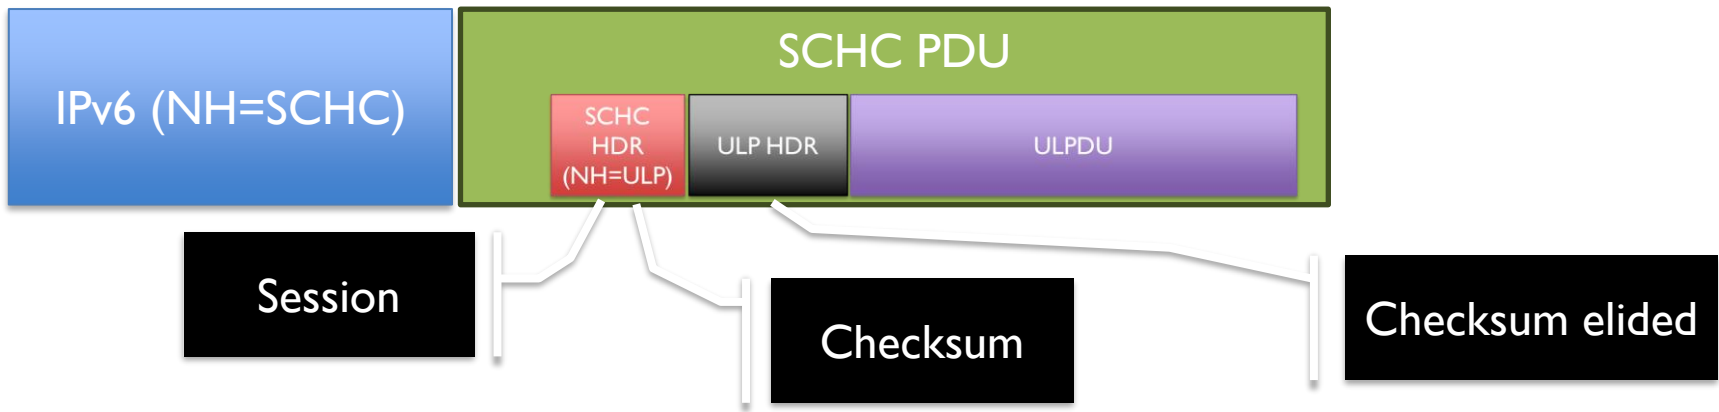 SCHC PDU
IPv6 (NH=SCHC)
SCHC
HDR
(NH=ULP)
ULP HDR
ULPDU
Session
Checksum
Checksum elided